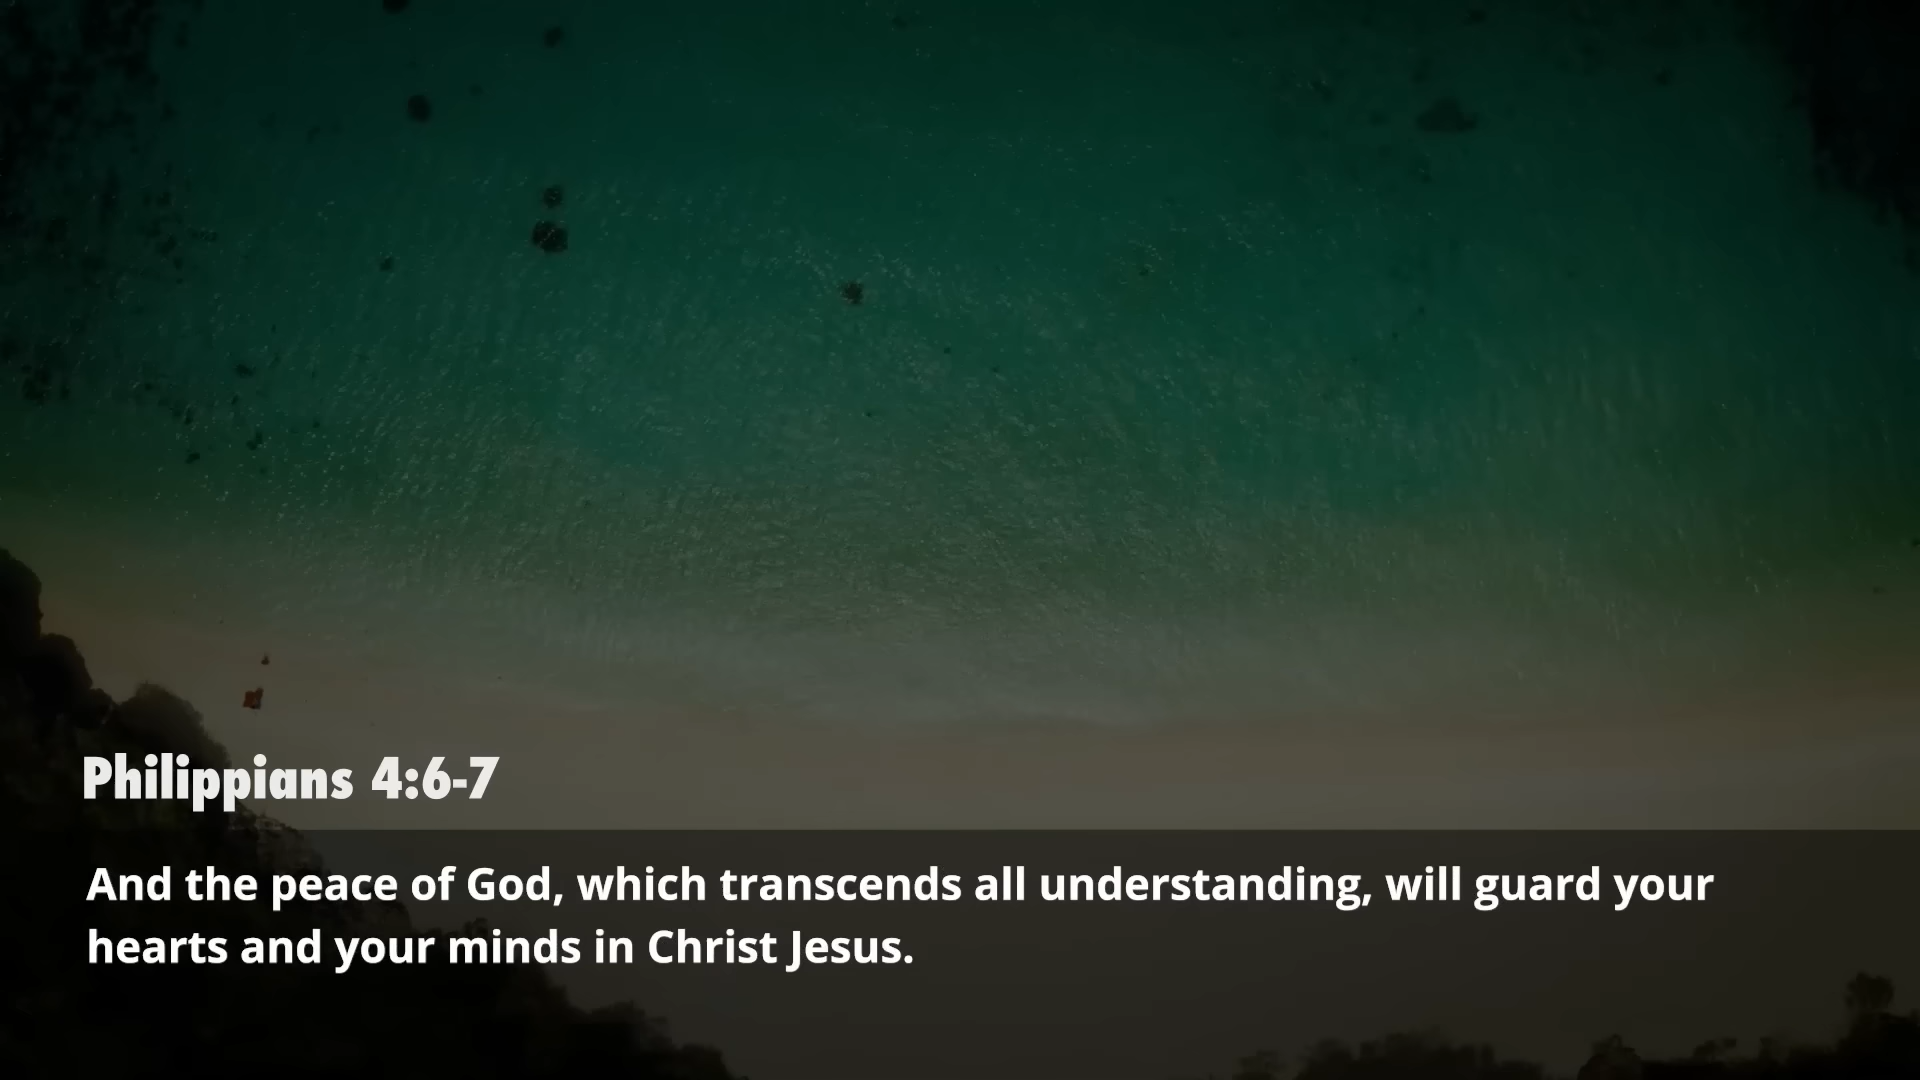 Philippians 4:6-7
And the peace of God, which transcends all understanding, will guard your
hearts and your minds in Christ Jesus.